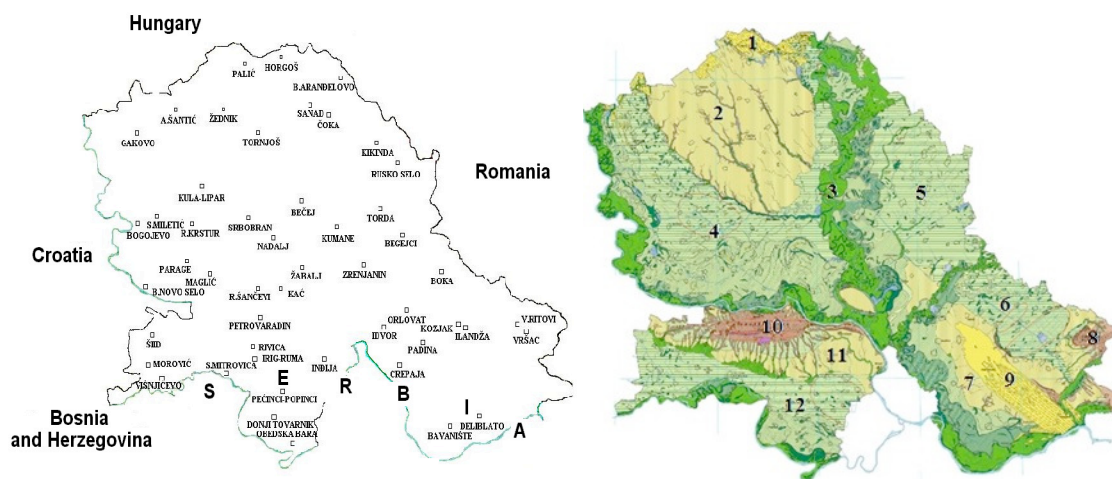 Hungary
PALIĆ
HORGOŠ
B.ARANĐELOVO
A.ŠANTIĆ
ŽEDNIK
SANAD
ČOKA
GAKOVO
TORNJOŠ
KIKINDA
RUSKO SELO
Romania
KULA-LIPAR
BEČEJ
TORDA
S.MILETIĆ
BOGOJEVO
R.KRSTUR
SRBOBRAN
NADALJ
KUMANE
BEGEJCI
Croatia
PARAGE
MAGLIĆ
B.NOVO SELO
ŽABALJ
ZRENJANIN
BOKA
R.ŠANČEVI
KAĆ
PETROVARADIN
ORLOVAT
IDVOR
KOZJAK
ILANDŽA
V.RITOVI
VRŠAC
PADINA
ŠID
RIVICA
IRIG-RUMA
INĐIJA
MOROVIĆ
VIŠNJIĆEVO
S.MITROVICA
CREPAJA
S E R B I A
PEĆINCI-POPINCI
Bosnia
and Herzegovina
DONJI TOVARNIK
OBEDSKA BARA
DELIBLATO
BAVANIŠTE
1
2
3
4
5
6
7
8
9
10
11
12